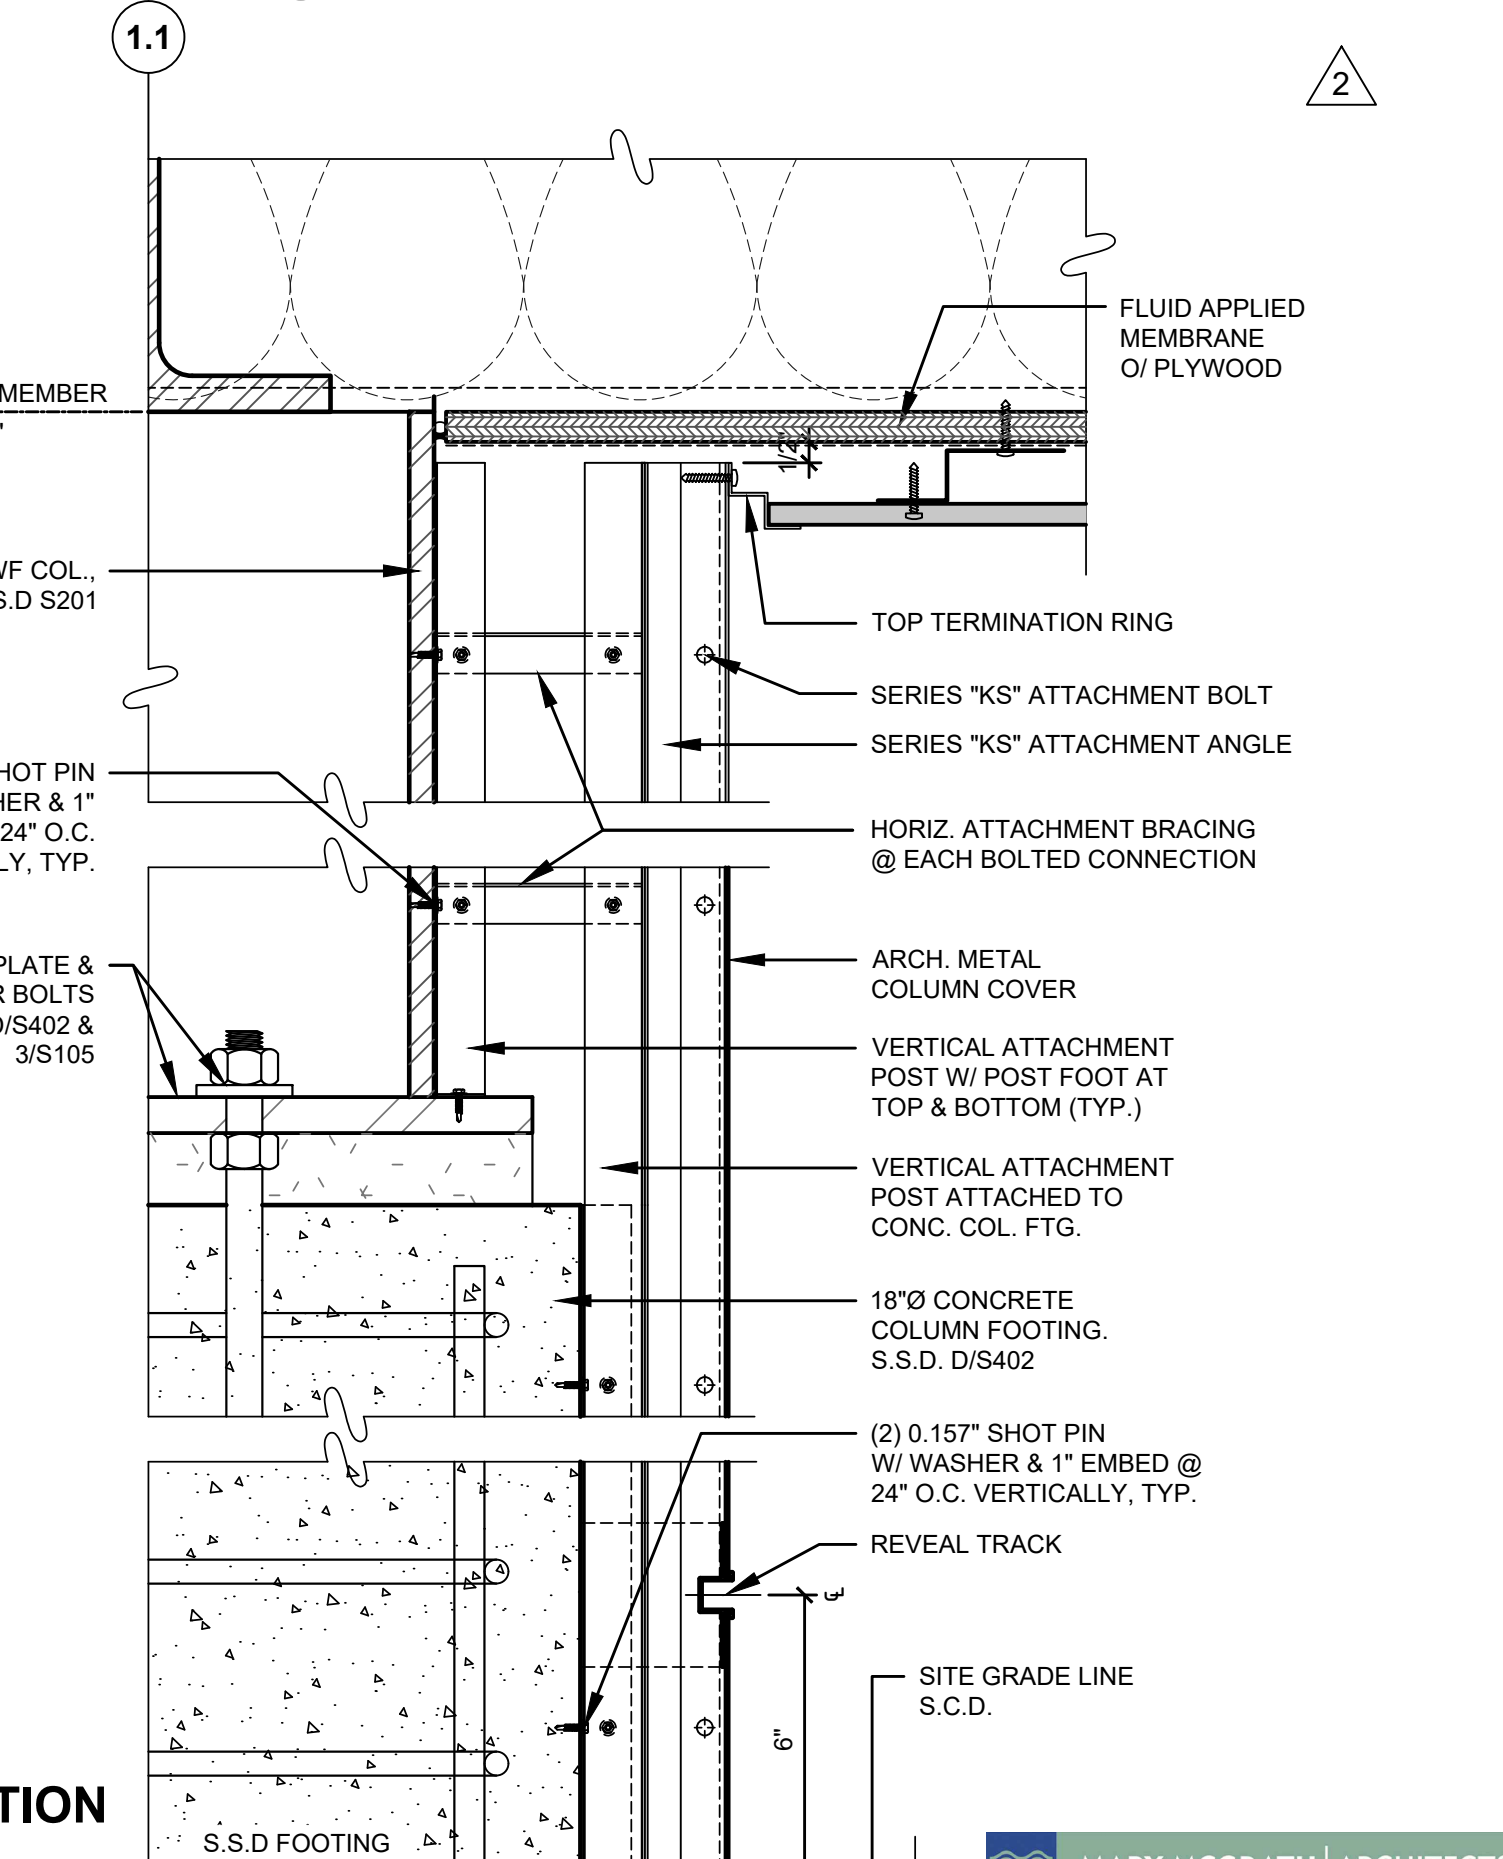 1.1
2
FLUID APPLIED
MEMBRANE
O/ PLYWOOD
MEMBER
"
1/2"
WF COL.,
S.S.D S201
TOP TERMINATION RING
SERIES "KS" ATTACHMENT BOLT
SERIES "KS" ATTACHMENT ANGLE
SHOT PIN
& 1"
24" O.C.
TYP.
HORIZ. ATTACHMENT BRACING
@ EACH BOLTED CONNECTION
PLATE &
BOLTS
D/S402 &
3/S105
ARCH. METAL
COLUMN COVER
VERTICAL ATTACHMENT
POST W/ POST FOOT AT
TOP & BOTTOM (TYP.)
VERTICAL ATTACHMENT
POST ATTACHED TO
CONC. COL. FTG.
18"Ø CONCRETE
COLUMN FOOTING.
S.S.D. D/S402
(2) 0.157" SHOT PIN
W/ WASHER & 1" EMBED @
24" O.C. VERTICALLY, TYP.
REVEAL TRACK
℄
6"
SITE GRADE LINE
S.C.D.
TION
S.S.D FOOTING